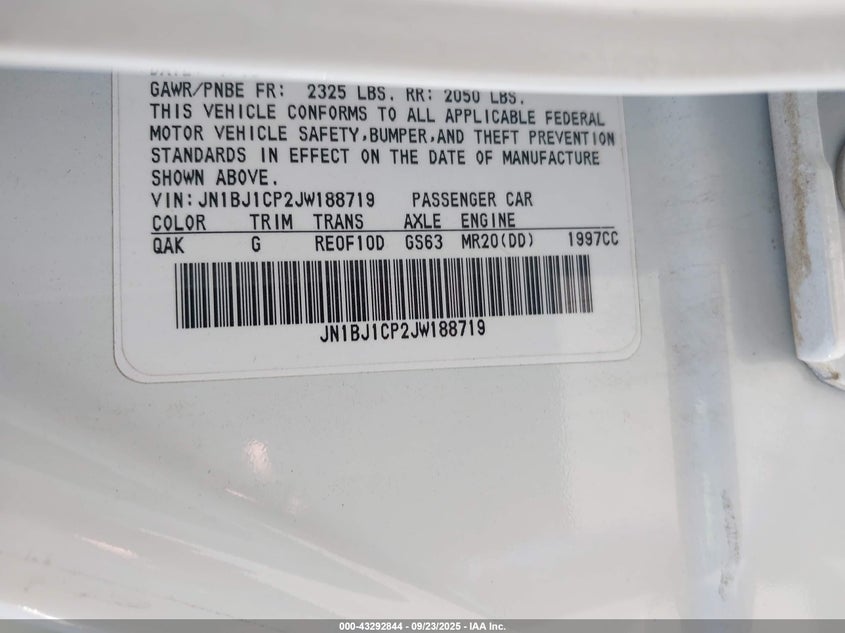 GAWR/PNBE FR: 2325 LBS. RR: 2050 LBS.
THIS VEHICLE CONFORMS TO ALL APPLICABLE FEDERAL
MOTOR VEHICLE SAFETY,BUMPER,AND THEFT PREVENTION
STANDARDS IN EFFECT ON THE DATE OF MANUFACTURE
SHOWN ABOVE.
VIN:JN1BJ1CP2JW188719 PASSENGER CAR
COLOR TRIM TRANS AXLE ENGINE
QAK G RE0F10D GS63 MR20(DD) 1997CC
JN1BJ1CP2JW188719
000-43292844 - 09/23/2025 - IAA Inc.